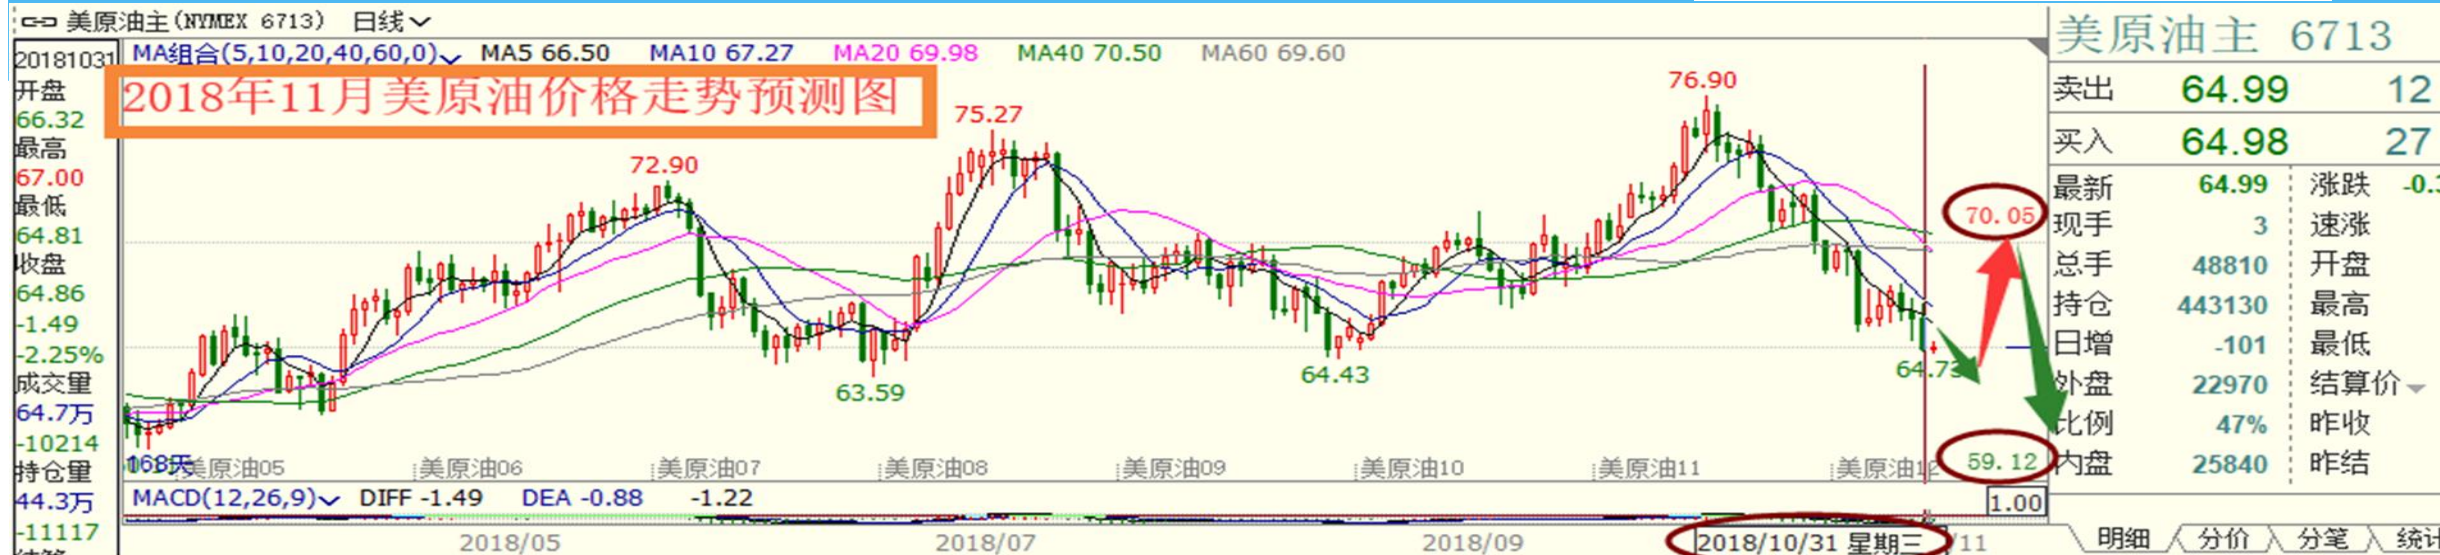 美原油主(NYMEX 6713) 日线
20181031
开盘
66.32
最高
67.00
最低
64.81
收盘
64.86
-1.49
-2.25%
成交量
64.7万
-10214
持仓量
44.3万
-11117
MA组合(5,10,20,40,60,0) MA5 66.50 MA10 67.27 MA20 69.98 MA40 70.50 MA60 69.60
2018年11月美原油价格走势预测图
76.90
75.27
72.90
70.05
64.73
64.43
63.59
59.12
168天
美原油05 美原油06 美原油07 美原油08 美原油09 美原油10 美原油11 美原油12
MACD(12,26,9) DIFF -1.49 DEA -0.88 -1.22
1.00
2018/05 2018/07 2018/09 2018/10/31 星期三 /11
美原油主 6713
卖出 64.99 12
买入 64.98 27
最新 64.99 涨跌
现手 3 速涨
总手 48810 开盘
持仓 443130 最高
日增 -101 最低
外盘 22970 结算价
比例 47% 昨收
内盘 25840 昨结
明细 分价 分笔 统计